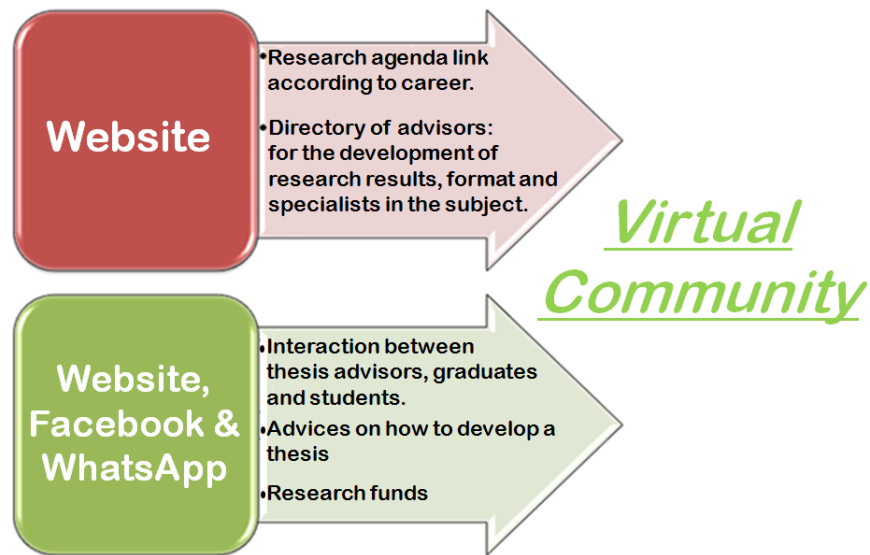 Website
•Research agenda link
according to career.
•Directory of advisors:
for the development of
research results, format and
specialists in the subject.
Virtual
Community
Website,
Facebook &
WhatsApp
•Interaction between
thesis advisors, graduates
and students.
•Advices on how to develop a
thesis
•Research funds